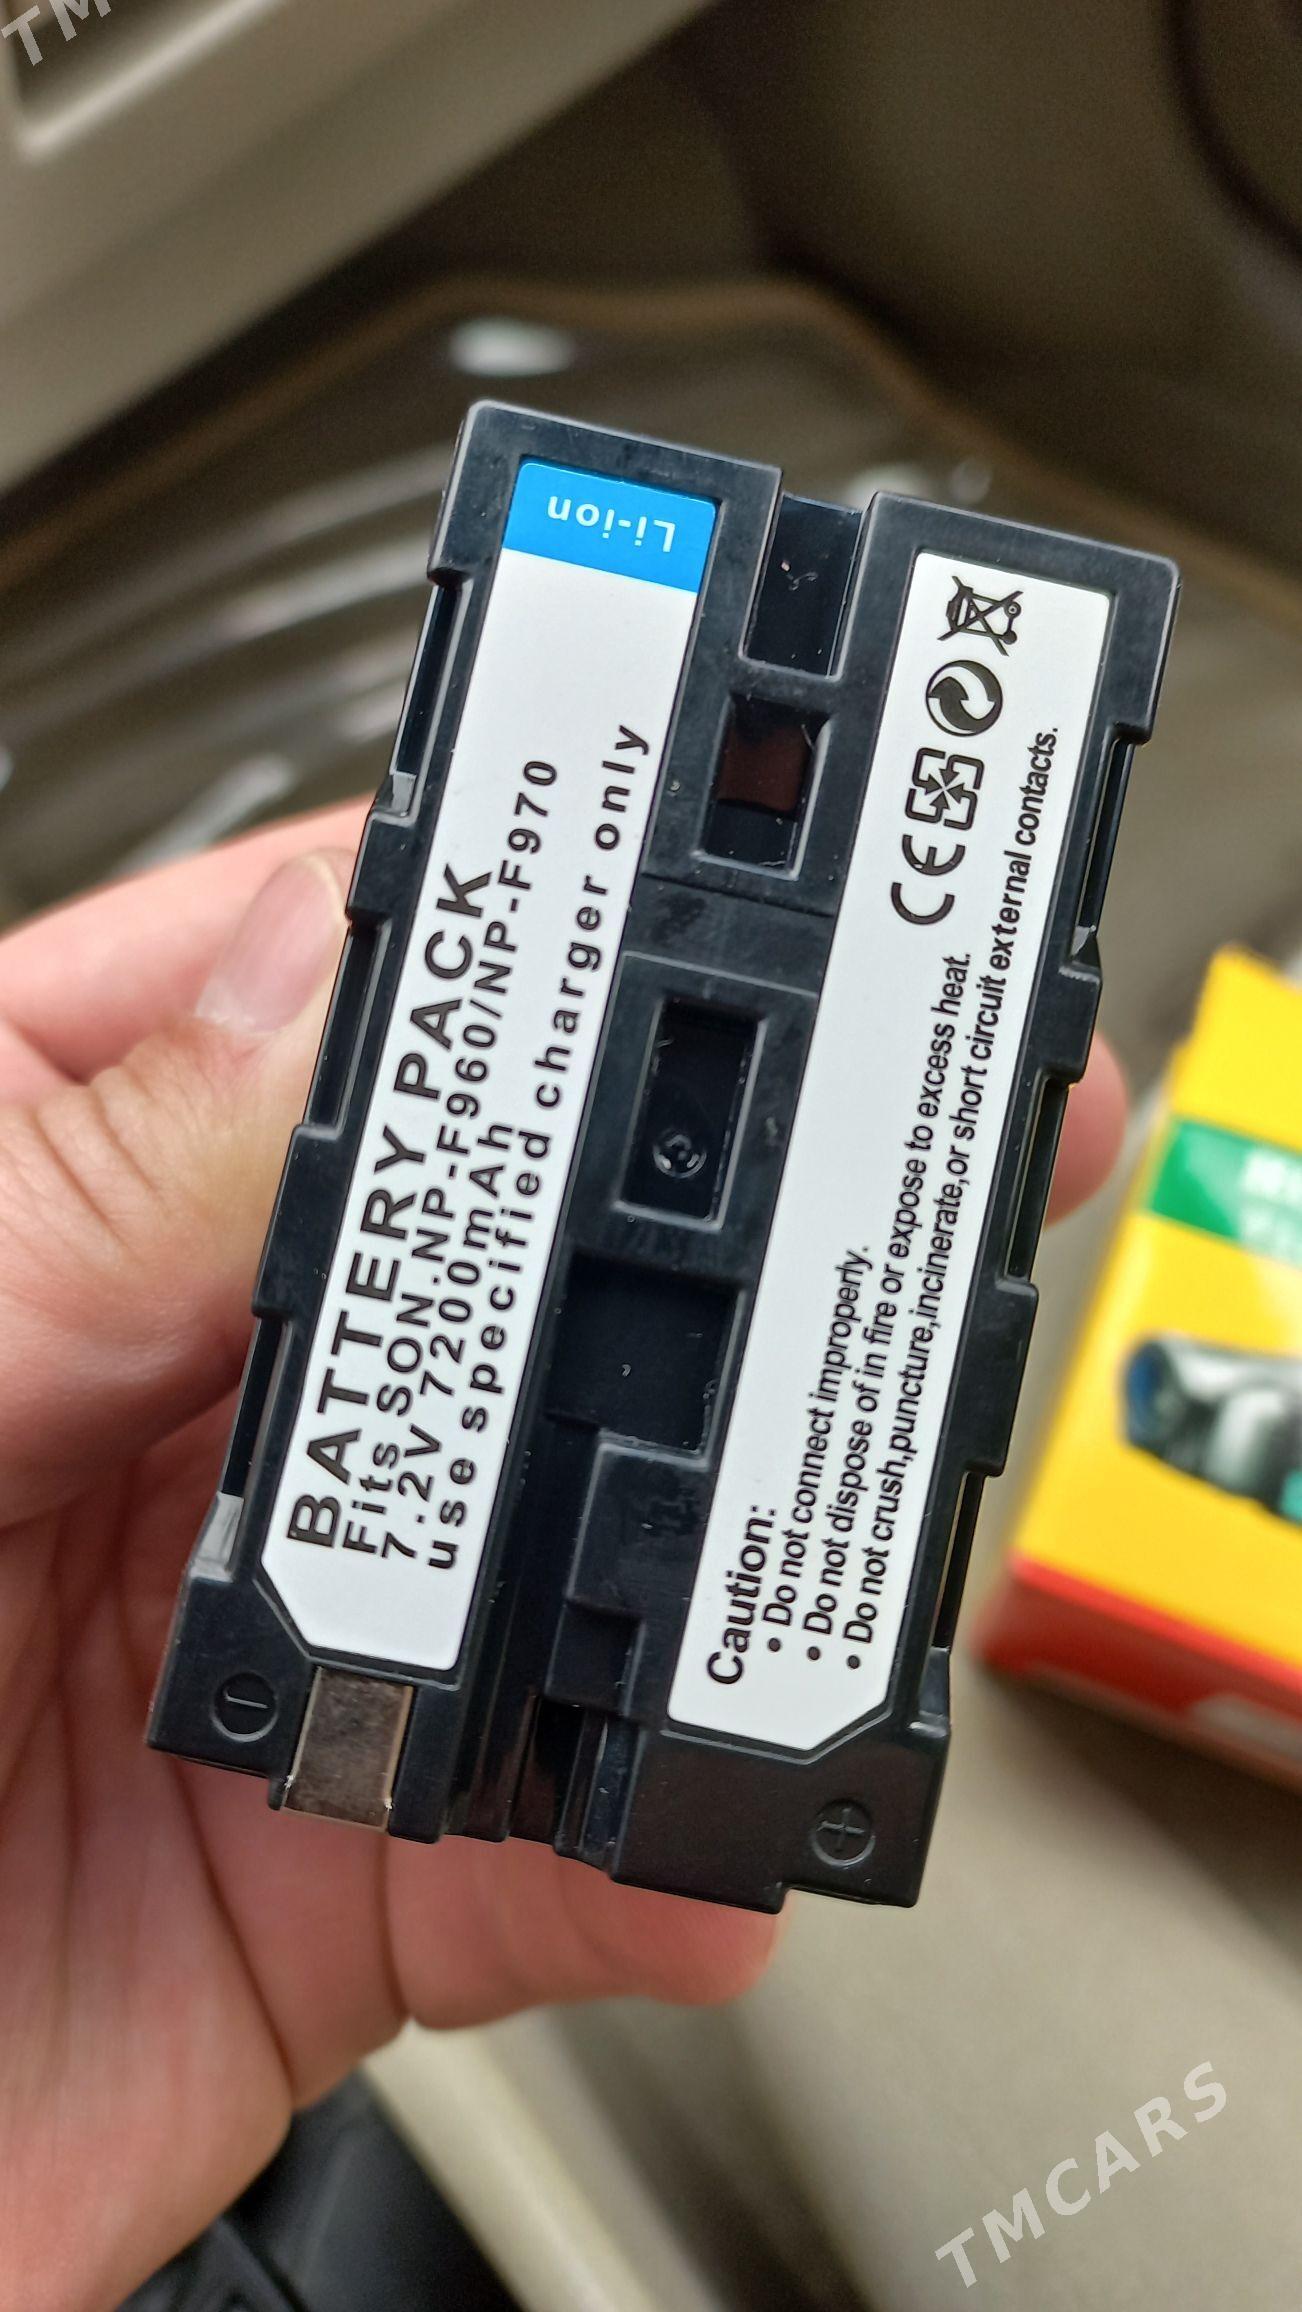 TM
Li-ion
BATTERY PACK
Fits SON.NP-F960/NP-F970
7.2V 7200mAh
use specified charger only
CE
Caution:
• Do not connect improperly.
• Do not dispose of in fire or expose to excess heat.
• Do not crush,puncture,incinerate,or short circuit external contacts.
TMCARS